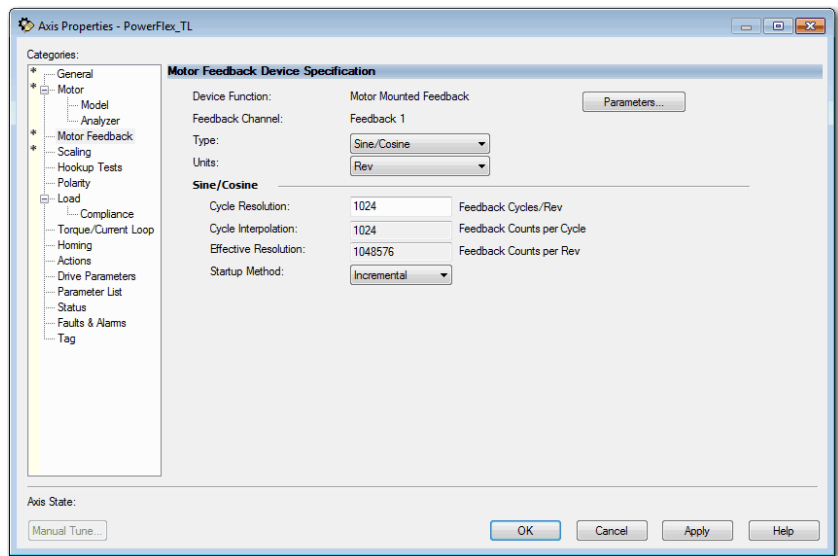 Axis Properties - PowerFlex_TL
Categories:
* General
* Motor
Model
Analyzer
* Motor Feedback
* Scaling
Hookup Tests
Polarity
Load
Compliance
Torque/Current Loop
Homing
Actions
Drive Parameters
Parameter List
Status
Faults & Alarms
Tag
Motor Feedback Device Specification
Device Function: Motor Mounted Feedback Parameters...
Feedback Channel: Feedback 1
Type: Sine/Cosine
Units: Rev
Sine/Cosine
Cycle Resolution: 1024 Feedback Cycles/Rev
Cycle Interpolation: 1024 Feedback Counts per Cycle
Effective Resolution: 1048576 Feedback Counts per Rev
Startup Method: Incremental
Axis State:
Manual Tune... OK Cancel Apply Help